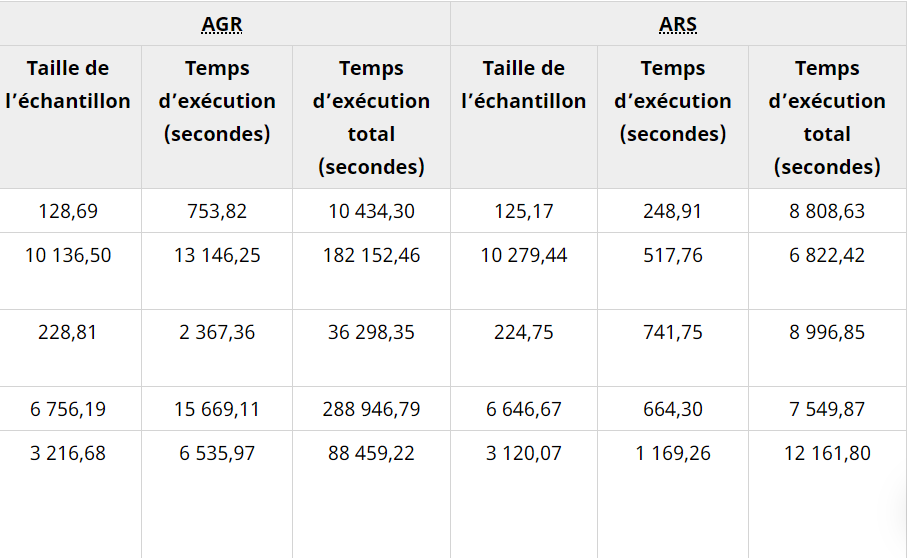 AGR ARS
Taille de Temps Temps Taille de Temps Temps
l’échantillon d’exécution d’exécution l’échantillon d’exécution d’exécution
(secondes) total (secondes) total
(secondes) (secondes)
128,69 753,82 10 434,30 125,17 248,91 8 808,63
10 136,50 13 146,25 182 152,46 10 279,44 517,76 6 822,42
228,81 2 367,36 36 298,35 224,75 741,75 8 996,85
6 756,19 15 669,11 288 946,79 6 646,67 664,30 7 549,87
3 216,68 6 535,97 88 459,22 3 120,07 1 169,26 12 161,80